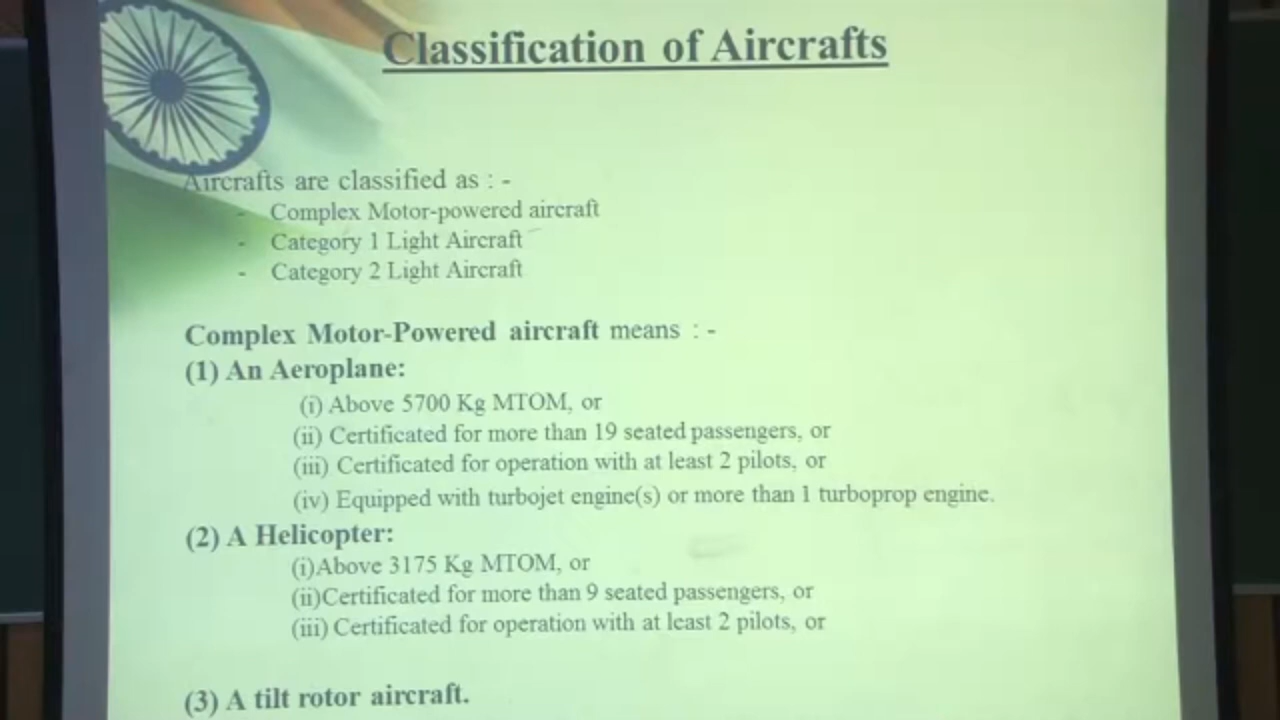 Classification of Aircrafts
Aircrafts are classified as : -
- Complex Motor-powered aircraft
- Category 1 Light Aircraft
- Category 2 Light Aircraft
Complex Motor-Powered aircraft means : -
(1) An Aeroplane:
(i) Above 5700 Kg MTOM, or
(ii) Certificated for more than 19 seated passengers, or
(iii) Certificated for operation with at least 2 pilots, or
(iv) Equipped with turbojet engine(s) or more than 1 turboprop engine.
(2) A Helicopter:
(i)Above 3175 Kg MTOM, or
(ii)Certificated for more than 9 seated passengers, or
(iii) Certificated for operation with at least 2 pilots, or
(3) A tilt rotor aircraft.